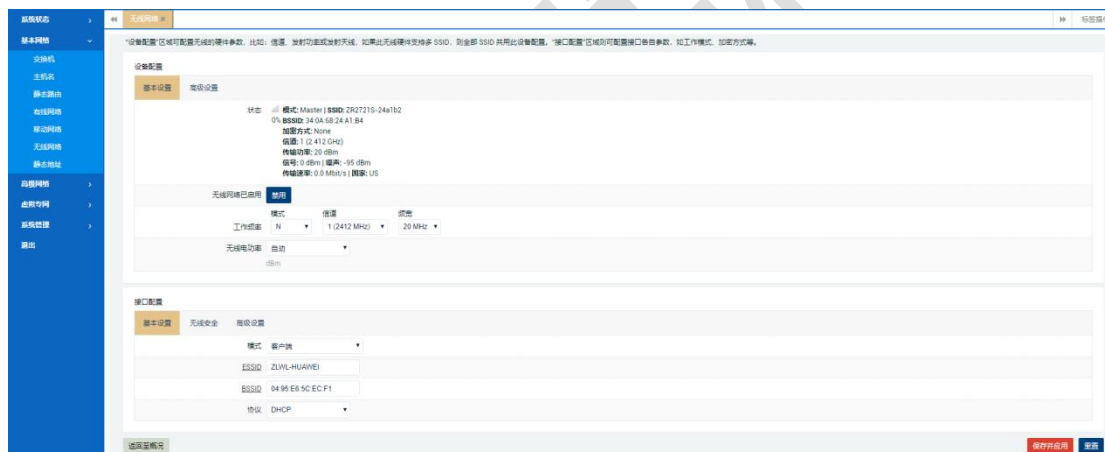 系统状态
无线网络
标签操
基本网络
"设备配置"区域可配置无线的硬件参数，比如：信道、发射功率或发射天线，如果此无线硬件支持多 SSID，则全部 SSID 共用此设备配置。"接口配置"区域则可配置接口各自参数，如工作模式、加密方式等。
交换机
主机名
静态路由
有线网络
移动网络
无线网络
静态地址
高级网络
虚拟专网
系统管理
退出
设备配置
基本设置 高级设置
状态 模式: Master | SSID: ZR2721S-24a1b2
0% BSSID: 34:0A:68:24:A1:B4
加密方式: None
信道: 1 (2.412 GHz)
传输功率: 20 dBm
信号: 0 dBm | 噪声: -95 dBm
传输速率: 0.0 Mbit/s | 国家: US
无线网络已启用 禁用
模式 信道 频宽
工作频率 N 1 (2412 MHz) 20 MHz
无线电功率 自动
dBm
接口配置
基本设置 无线安全 高级设置
模式 客户端
ESSID ZLWL-HUAWEI
BSSID 04:95:E6:5C:EC:F1
协议 DHCP
返回至概况 保存并应用 重置